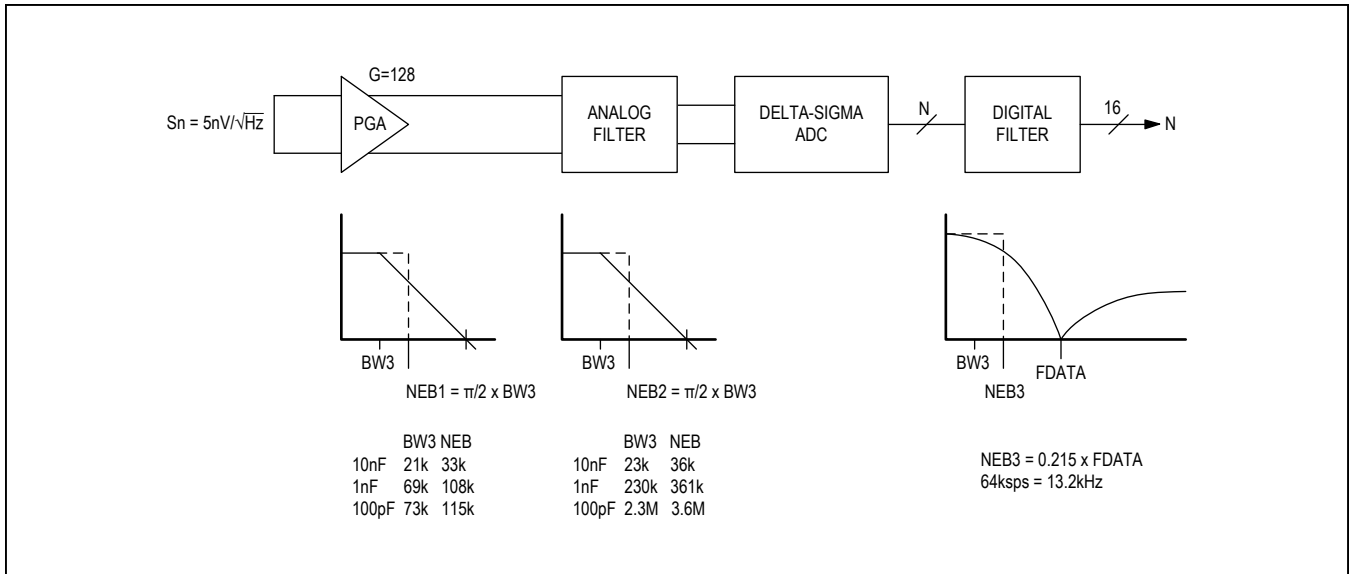 G=128
Sn = 5nV/√Hz
PGA
ANALOG
FILTER
DELTA-SIGMA
ADC
N
DIGITAL
FILTER
16
N
BW3
NEB1 = π/2 x BW3
BW3 NEB
10nF 21k 33k
1nF 69k 108k
100pF 73k 115k
BW3
NEB2 = π/2 x BW3
BW3 NEB
10nF 23k 36k
1nF 230k 361k
100pF 2.3M 3.6M
BW3
NEB3
FDATA
NEB3 = 0.215 x FDATA
64ksps = 13.2kHz